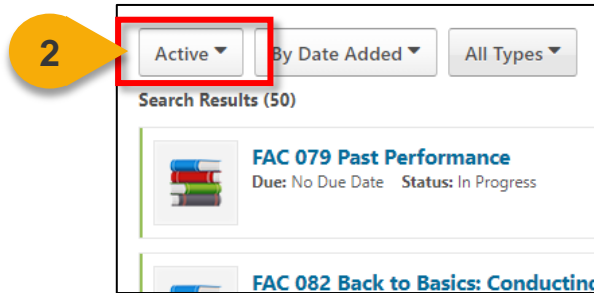 2
Active By Date Added All Types
Search Results (50)
FAC 079 Past Performance
Due: No Due Date Status: In Progress
FAC 082 Back to Basics: Conducting